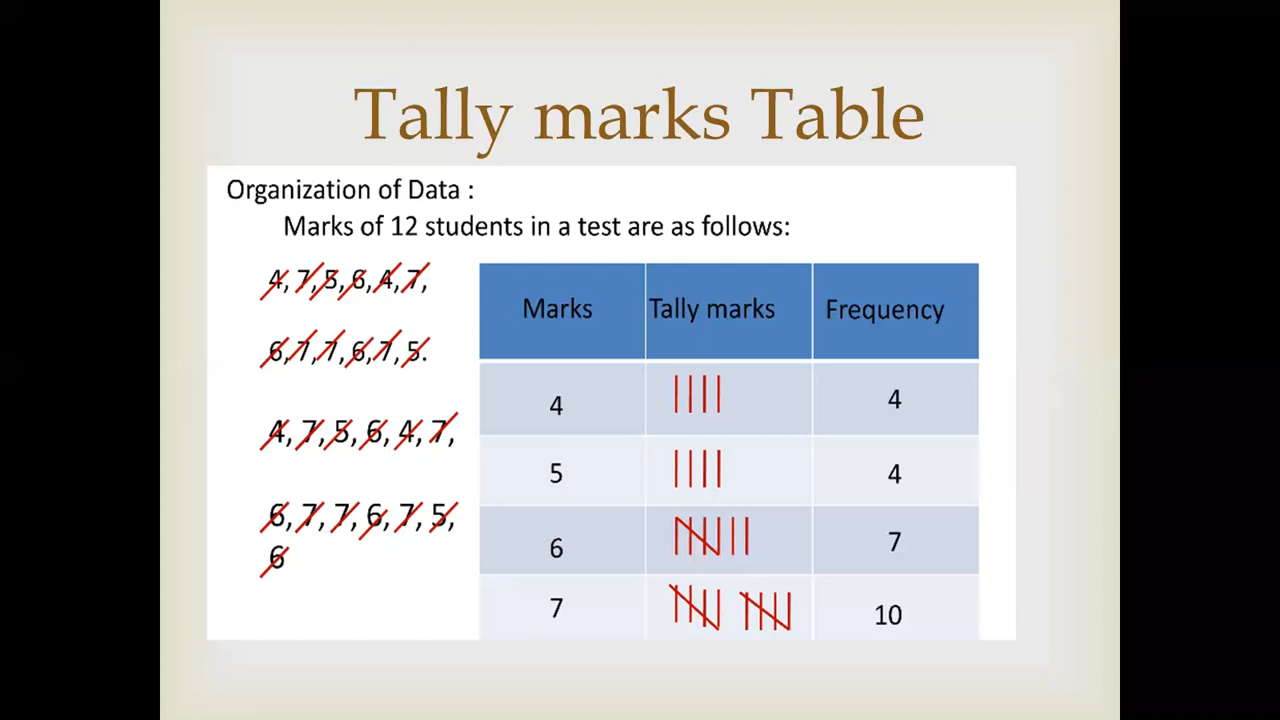 Tally marks Table
Organization of Data :
Marks of 12 students in a test are as follows:
4, 7, 5, 6, 4, 7,
6, 7, 7, 6, 7, 5.
4, 7, 5, 6, 4, 7,
6, 7, 7, 6, 7, 5,
6
Marks Tally marks Frequency
4 4
5 4
6 7
7 10